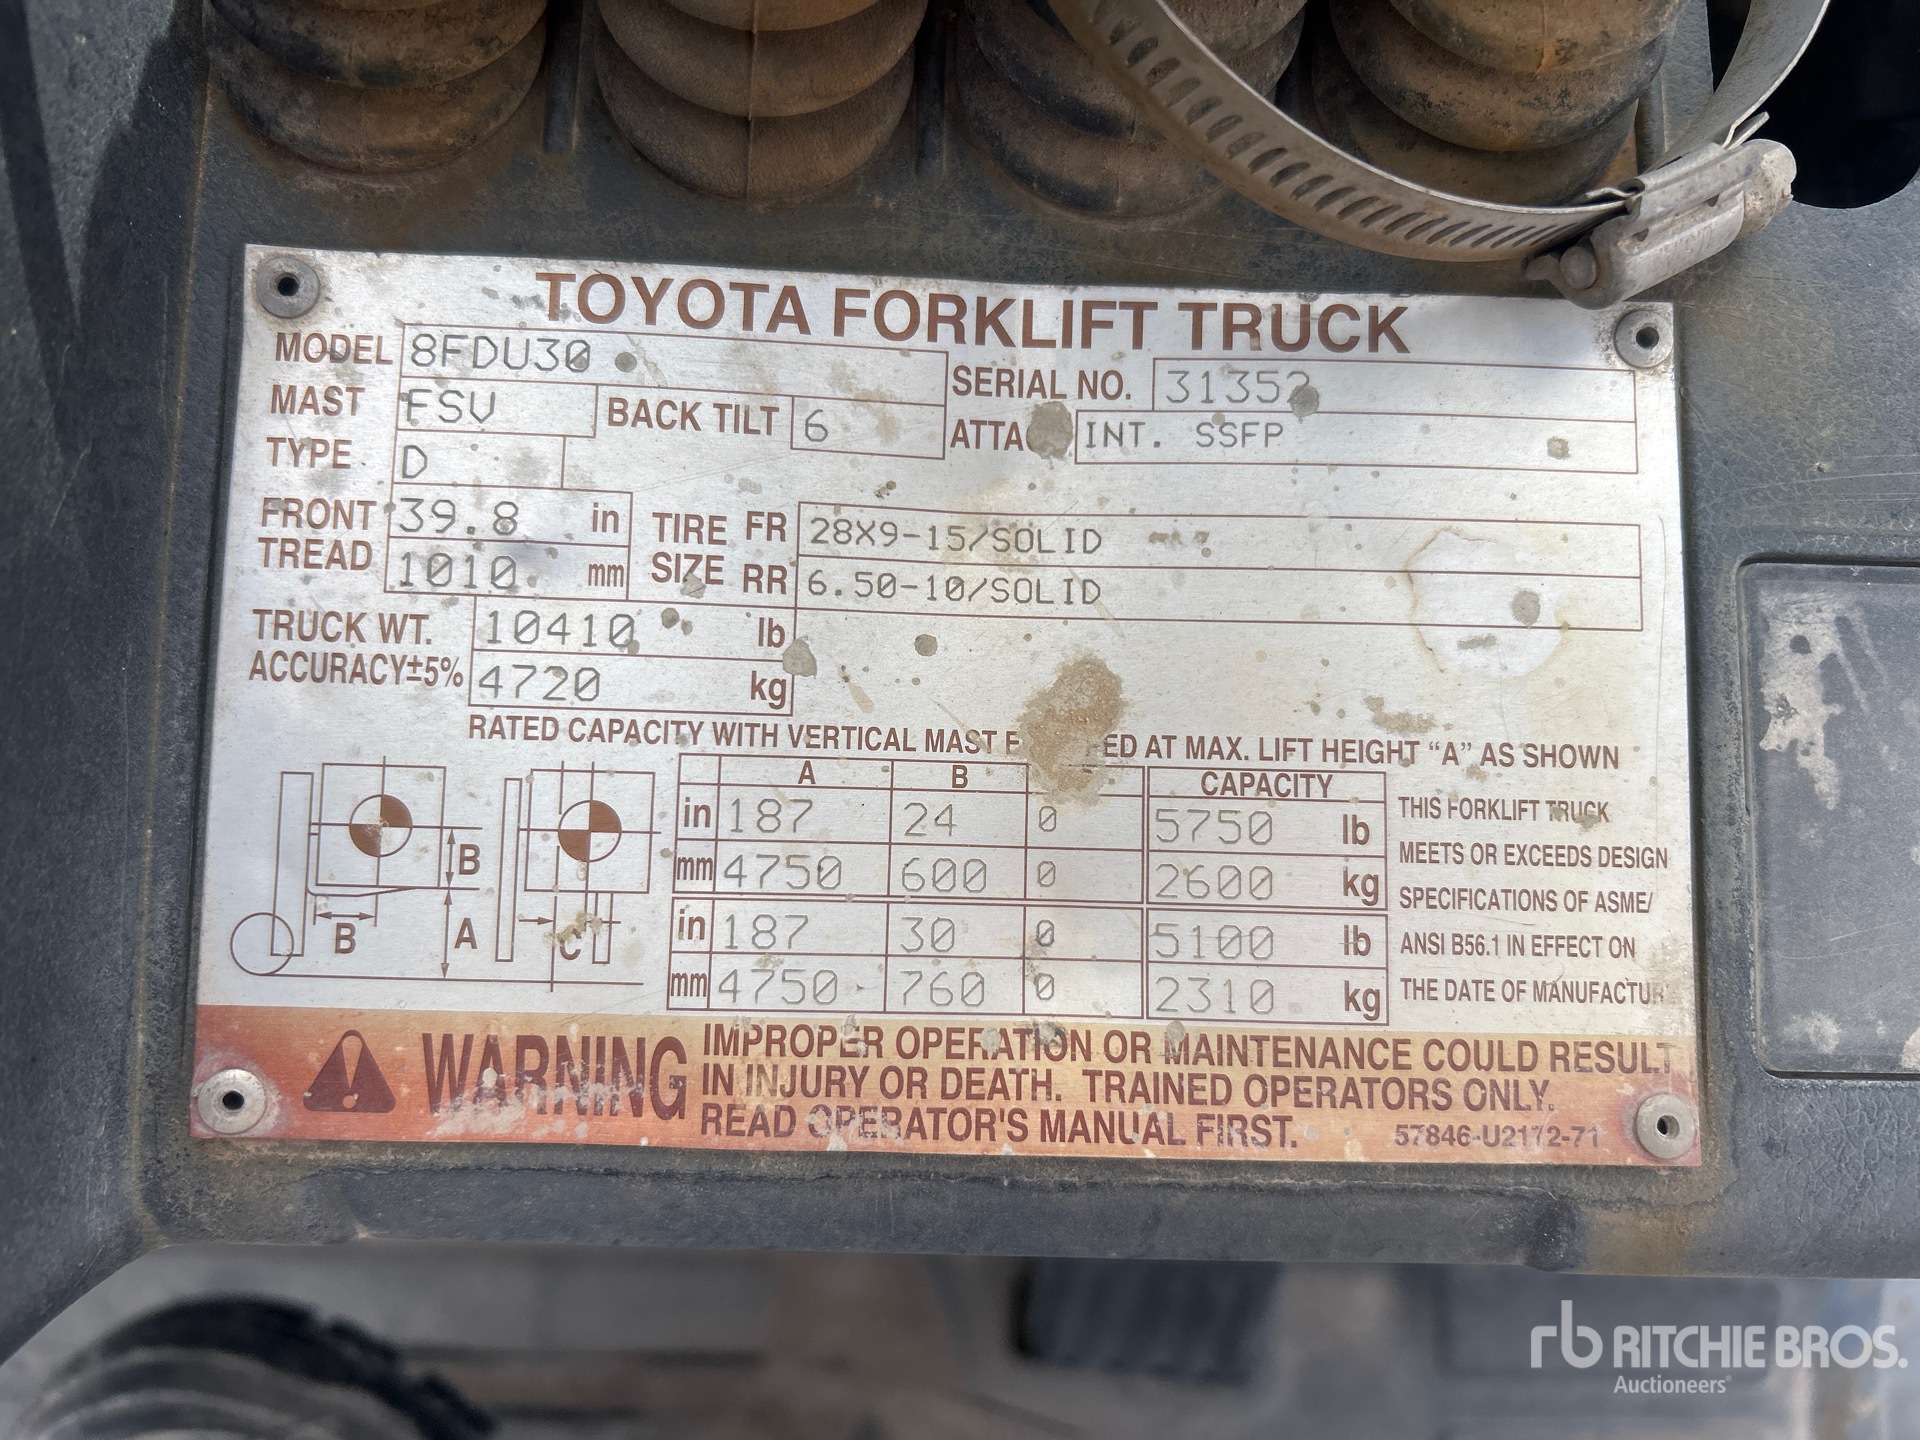 TOYOTA FORKLIFT TRUCK
MODEL 8FDU30 SERIAL NO. 31352
MAST FSV BACK TILT 6 INT. SSFP
TYPE D
FRONT TREAD 39.8 in TIRE SIZE FR 28X9-15/SOLID
1010 mm RR 6.50-10/SOLID
TRUCK WT. 10410 lb
ACCURACY±5% 4720 kg
RATED CAPACITY WITH VERTICAL MAST AT MAX. LIFT HEIGHT “A” AS SHOWN
A B CAPACITY
in 187 24 0 5750 lb
mm 4750 600 0 2600 kg
in 187 30 0 5100 lb
mm 4750 760 0 2310 kg
B
B A C
THIS FORKLIFT TRUCK
MEETS OR EXCEEDS DESIGN
SPECIFICATIONS OF ASME/
ANSI B56.1 IN EFFECT ON
THE DATE OF
WARNING
IMPROPER OPERATION OR MAINTENANCE COULD RESULT
IN INJURY OR DEATH. TRAINED OPERATORS ONLY.
READ OPERATOR'S MANUAL FIRST. 57846-U2172-71
rb RITCHIE BROS.
Auctioneers